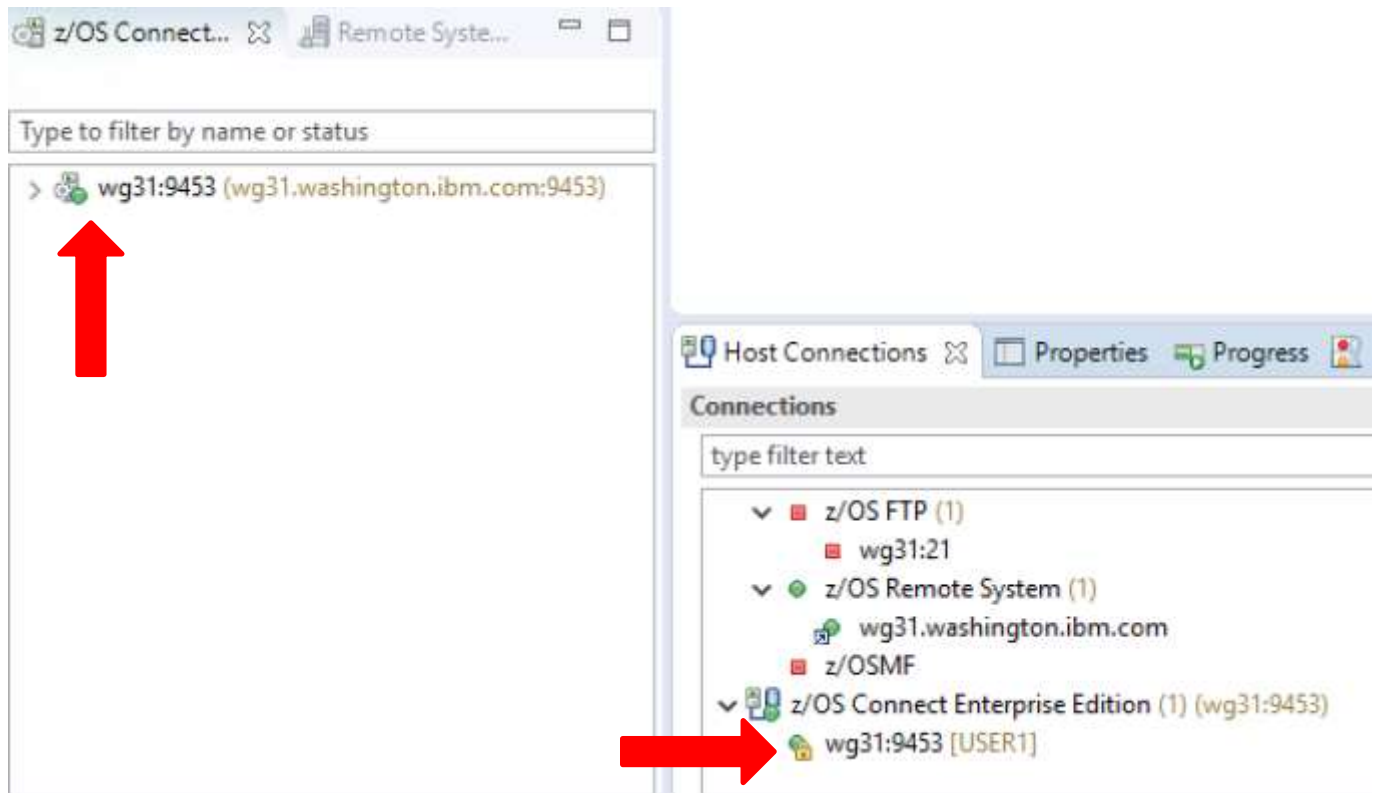 z/OS Connect...
Remote Syste...
Type to filter by name or status
wg31:9453 (wg31.washington.ibm.com:9453)
Host Connections
Properties
Progress
Connections
type filter text
z/OS FTP (1)
wg31:21
z/OS Remote System (1)
wg31.washington.ibm.com
z/OSMF
z/OS Connect Enterprise Edition (1) (wg31:9453)
wg31:9453 [USER1]